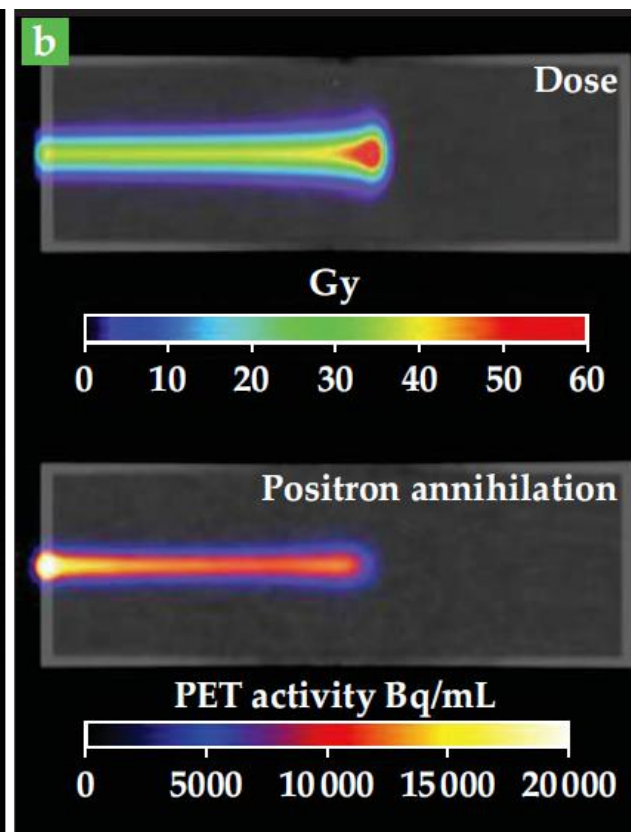 b
Dose
Gy
0 10 20 30 40 50 60
Positron annihilation
PET activity Bq/mL
0 5000 10 000 15 000 20 000